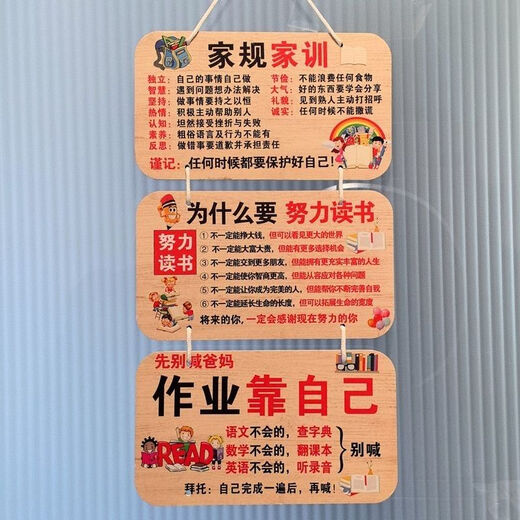 家规家训
独立：自己的事情自己做
智慧：遇到问题想办法解决
坚持：做事情要持之以恒
热情：积极主动帮助别人
认知：坦然接受挫折与失败
素养：粗俗语言及行为不能有
反思：做错事要道歉并承担责任
节俭：不能浪费任何食物
大气：好的东西要学会分享
礼貌：见到熟人主动打招呼
诚实：任何时候不能撒谎
谨记：任何时候都要保护好自己！
为什么要 努力读书
努力
读书
① 不一定能挣大钱，但可以看见更大的世界
② 不一定能大富大贵，但能有更多选择机会
③ 不一定能交到更多朋友，但能拥有更充实丰富的人生
④ 不一定能使你智商更高，但能从容应对各种问题
⑤ 不一定能让你成为完美的人，但能帮你不断完善自我
⑥ 不一定能延长生命的长度，但可以拓展生命的宽度
将来的你，一定会感谢现在努力的你
先别喊爸妈
作业靠自己
READ
语文不会的，查字典
数学不会的，翻课本
英语不会的，听录音
别喊
拜托：自己完成一遍后，再喊！